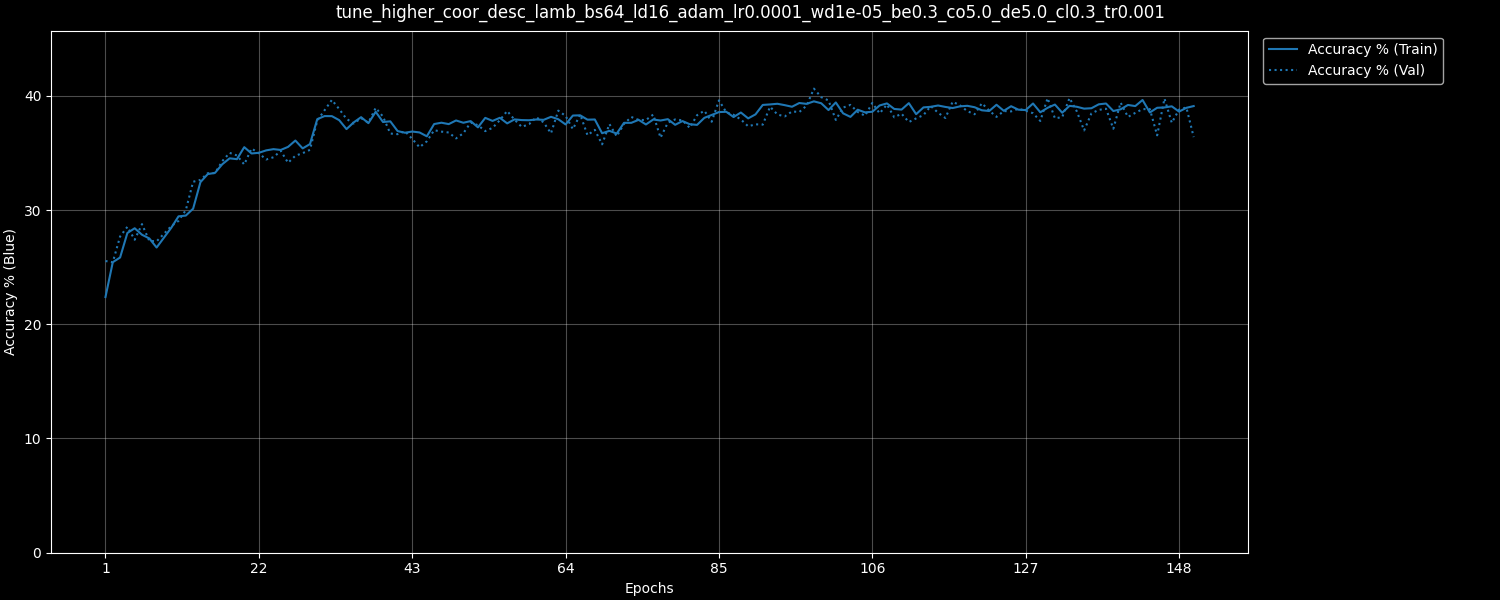 tune_higher_coor_desc_lamb_bs64_ld16_adam_lr0.0001_wd1e-05_be0.3_co5.0_de5.0_cl0.3_tr0.001
Accuracy % (Train)
Accuracy % (Val)
Accuracy % (Blue)
40
30
20
10
0
1 22 43 64 85 106 127 148
Epochs